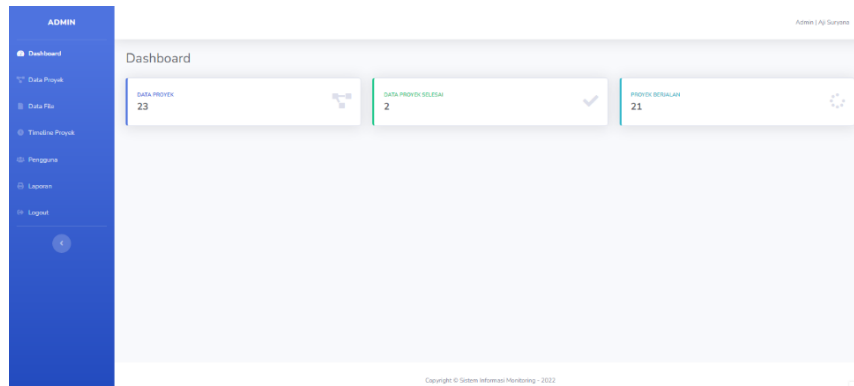 ADMIN
Admin | Aji Suryana
Dashboard
Data Proyek
Data File
Timeline Proyek
Pengguna
Laporan
Logout
Dashboard
DATA PROYEK
23
DATA PROYEK SELESAI
2
PROYEK BERJALAN
21
Copyright © Sistem Informasi Monitoring - 2022